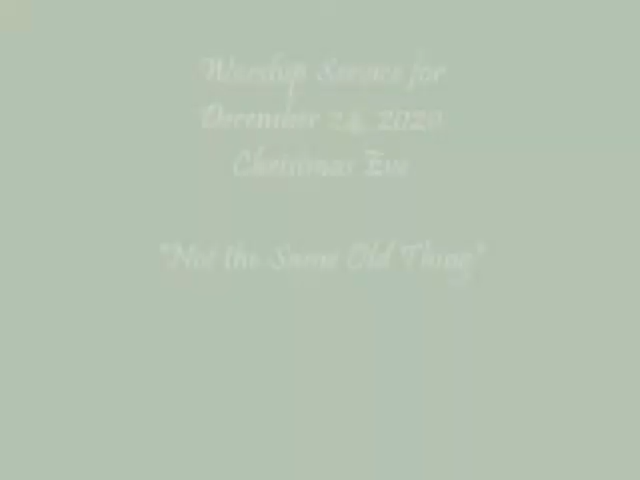 Worship Service for
December 24, 2020
Christmas Eve
"Not the Same Old Thing"